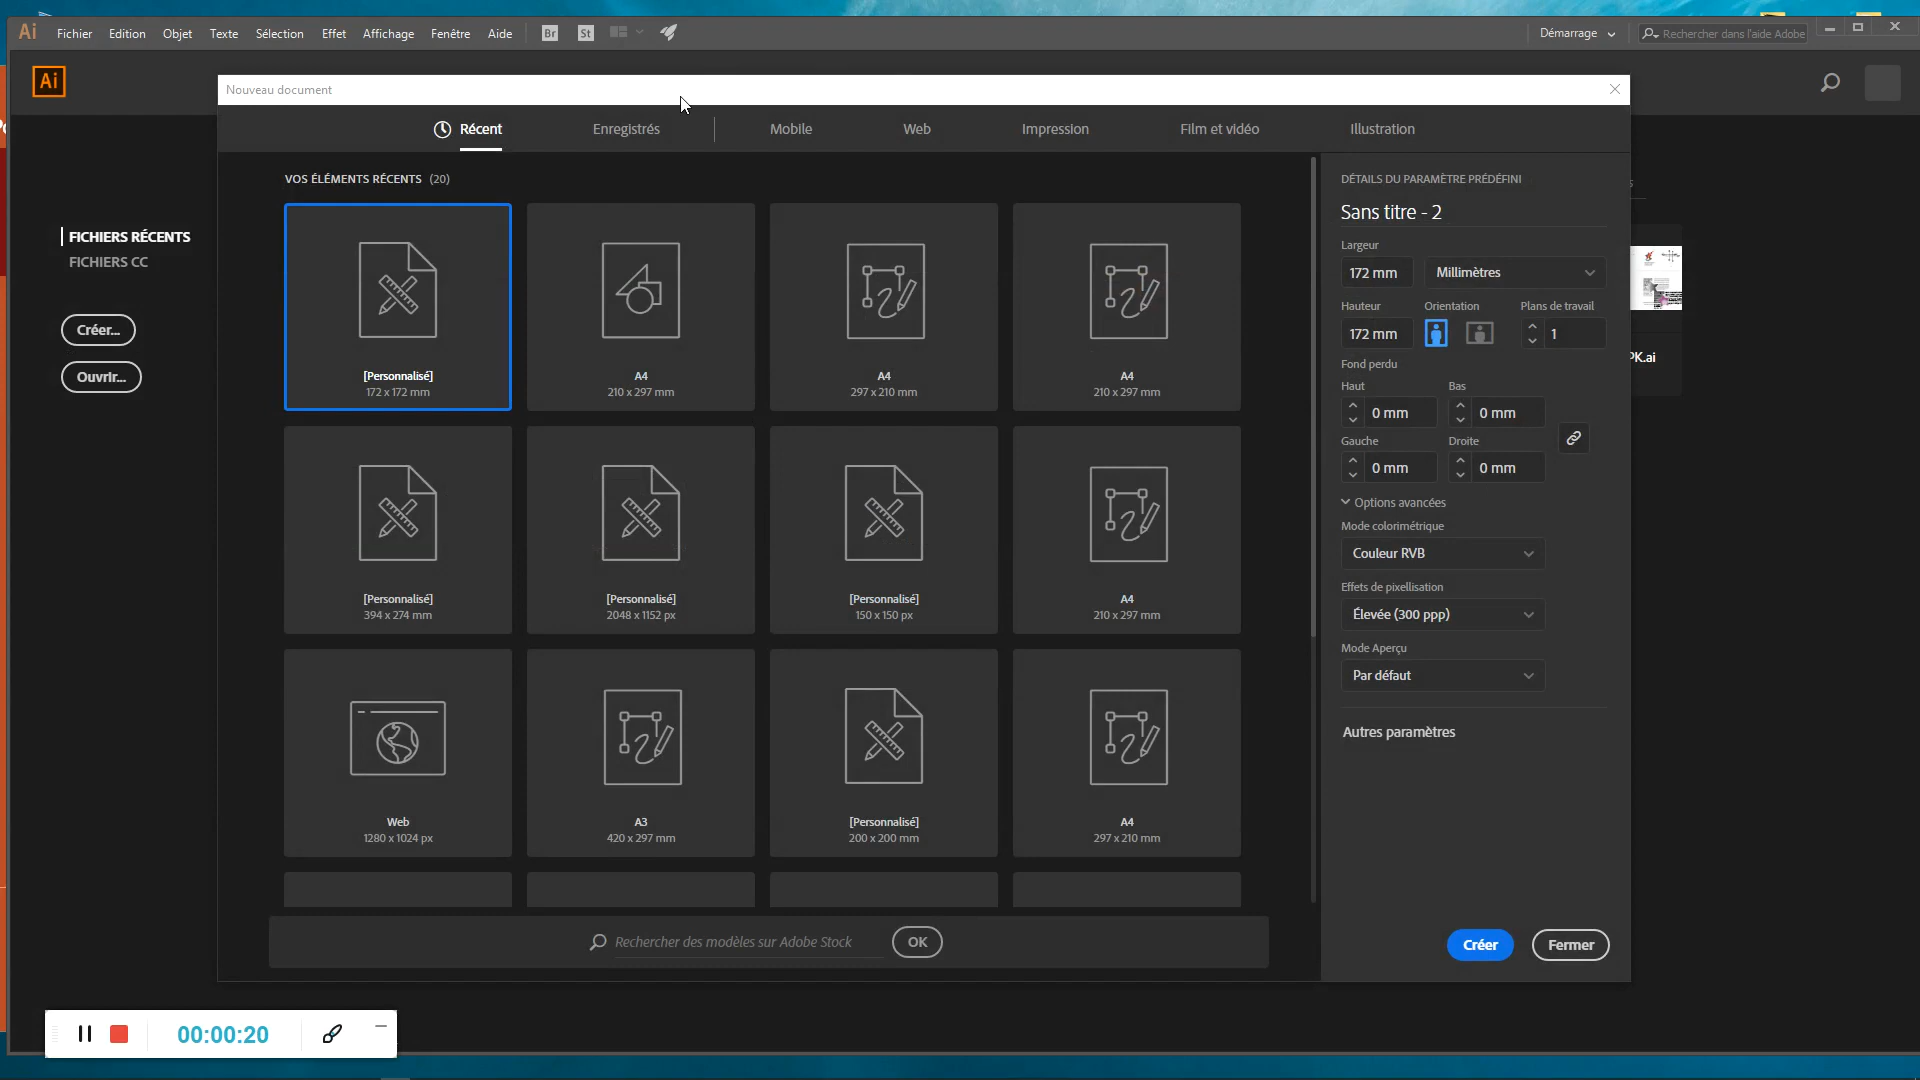 Ai
Fichier Edition Objet Texte Sélection Effet Affichage Fenêtre Aide Br St Démarrage Rechercher dans l'aide Adobe
Ai
Nouveau document
Récent Enregistrés Mobile Web Impression Film et vidéo Illustration
FICHIERS RÉCENTS
FICHIERS CC
Créer...
Ouvrir...
VOS ÉLÉMENTS RÉCENTS (20)
[Personnalisé]
172 x 172 mm
A4
210 x 297 mm
A4
297 x 210 mm
A4
210 x 297 mm
[Personnalisé]
394 x 274 mm
[Personnalisé]
2048 x 1152 px
[Personnalisé]
150 x 150 px
A4
210 x 297 mm
Web
1280 x 1024 px
A3
420 x 297 mm
[Personnalisé]
200 x 200 mm
A4
297 x 210 mm
Rechercher des modèles sur Adobe Stock OK
DÉTAILS DU PARAMÈTRE PRÉDÉFINI
Sans titre - 2
Largeur
172 mm Millimètres
Hauteur Orientation Plans de travail
172 mm 1
Fond perdu
Haut Bas
0 mm 0 mm
Gauche Droite
0 mm 0 mm
Options avancées
Mode colorimétrique
Couleur RVB
Effets de pixellisation
Élevée (300 ppp)
Mode Aperçu
Par défaut
Autres paramètres
Créer Fermer
PK.ai
00:00:20